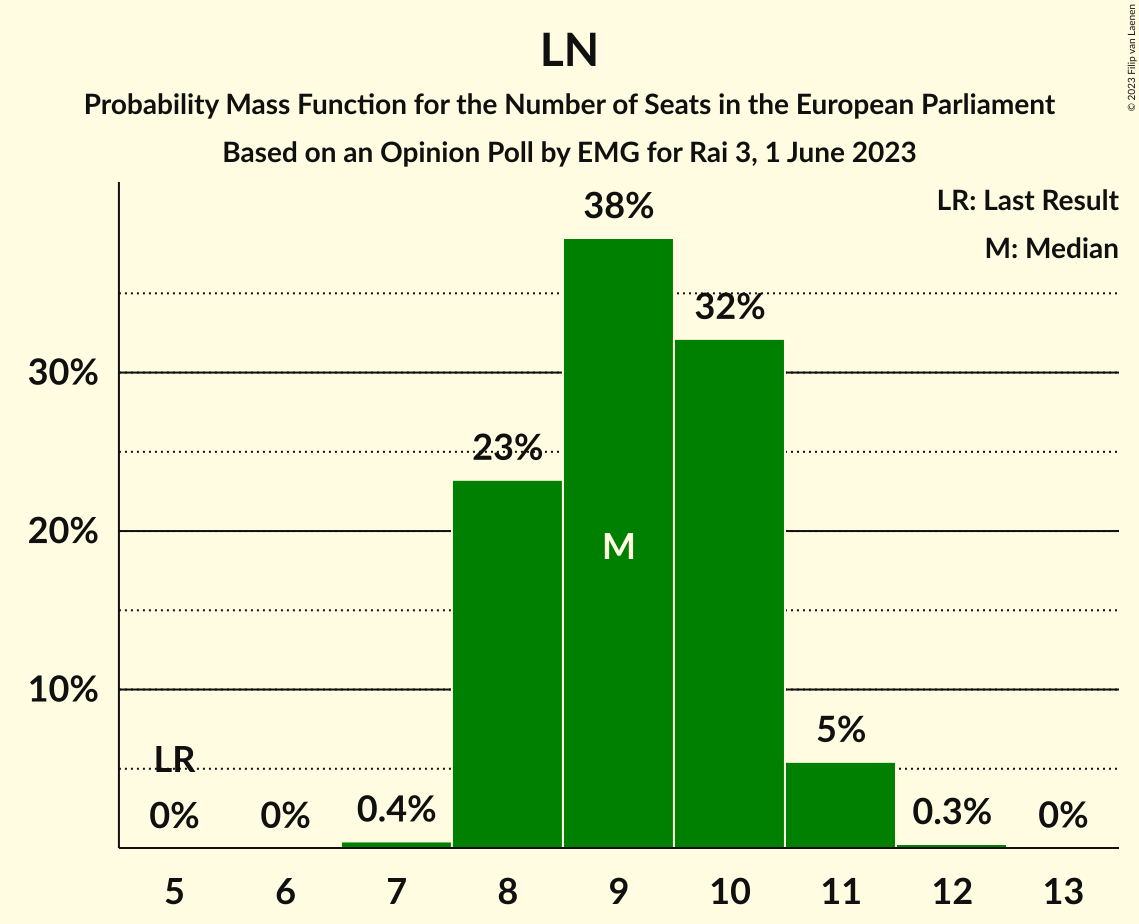 LN
Probability Mass Function for the Number of Seats in the European Parliament
Based on an Opinion Poll by EMG for Rai 3, 1 June 2023
© 2023 Filip van Laenen
LR: Last Result
M: Median
38%
32%
30%
23%
20%
M
10%
5%
LR
0% 0% 0.4% 0.3% 0%
5 6 7 8 9 10 11 12 13